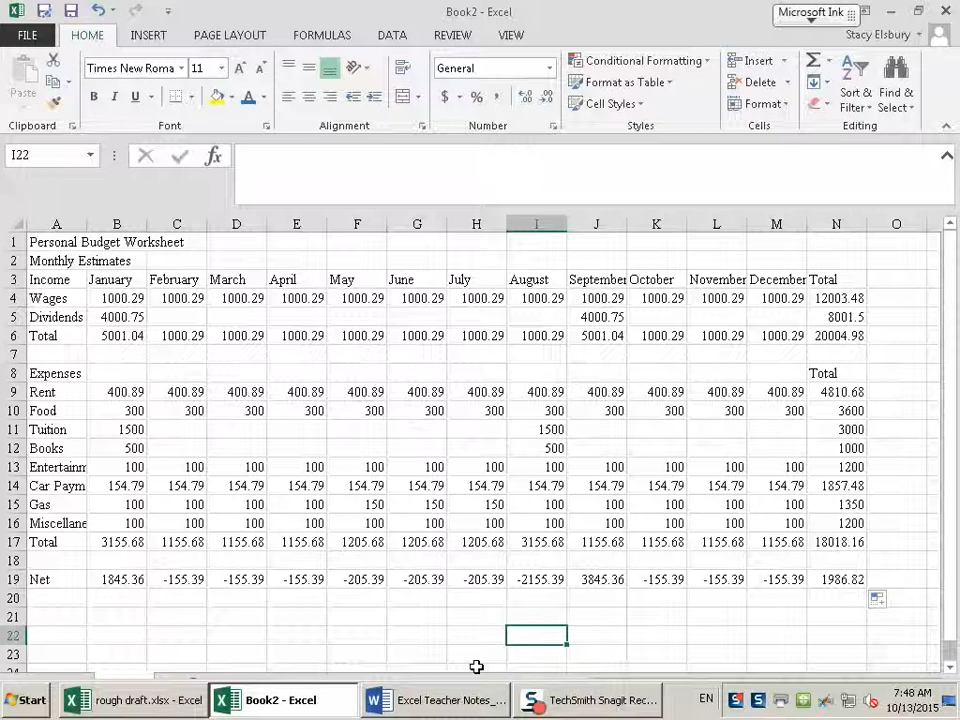 Book2 - Excel
Microsoft Ink
FILE HOME INSERT PAGE LAYOUT FORMULAS DATA REVIEW VIEW
Stacy Elsbury
Paste
Times New Roma 11
B I U A
General
$ % ,
Conditional Formatting
Format as Table
Cell Styles
Insert
Delete
Format
Sort & Filter
Find & Select
Clipboard Font Alignment Number Styles Cells Editing
I22 fx
A B C D E F G H I J K L M N O
1 Personal Budget Worksheet
2 Monthly Estimates
3 Income January February March April May June July August September October November December Total
4 Wages 1000.29 1000.29 1000.29 1000.29 1000.29 1000.29 1000.29 1000.29 1000.29 1000.29 1000.29 1000.29 12003.48
5 Dividends 4000.75 4000.75 8001.5
6 Total 5001.04 1000.29 1000.29 1000.29 1000.29 1000.29 1000.29 1000.29 5001.04 1000.29 1000.29 1000.29 20004.98
7
8 Expenses Total
9 Rent 400.89 400.89 400.89 400.89 400.89 400.89 400.89 400.89 400.89 400.89 400.89 400.89 4810.68
10 Food 300 300 300 300 300 300 300 300 300 300 300 300 3600
11 Tuition 1500 1500 3000
12 Books 500 500 1000
13 Entertainm 100 100 100 100 100 100 100 100 100 100 100 100 1200
14 Car Paym 154.79 154.79 154.79 154.79 154.79 154.79 154.79 154.79 154.79 154.79 154.79 154.79 1857.48
15 Gas 100 100 100 100 150 150 150 100 100 100 100 100 1350
16 Miscellane 100 100 100 100 100 100 100 100 100 100 100 100 1200
17 Total 3155.68 1155.68 1155.68 1155.68 1205.68 1205.68 1205.68 3155.68 1155.68 1155.68 1155.68 1155.68 18018.16
18
19 Net 1845.36 -155.39 -155.39 -155.39 -205.39 -205.39 -205.39 -2155.39 3845.36 -155.39 -155.39 -155.39 1986.82
20
21
22
23
Start
rough draft.xlsx - Excel
Book2 - Excel
Excel Teacher Notes_...
TechSmith Snagit Rec...
EN
7:48 AM
10/13/2015